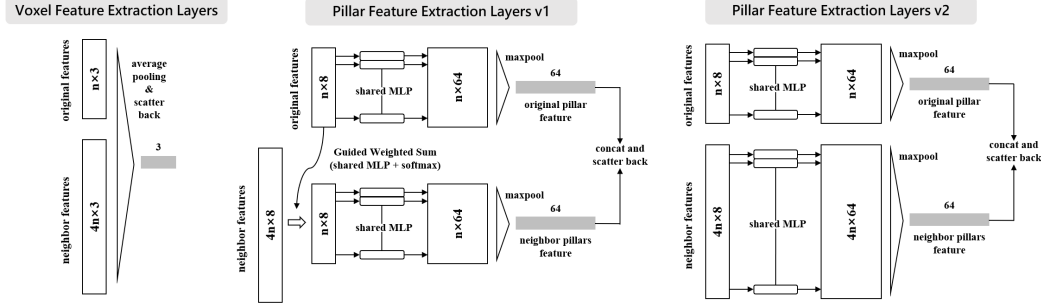 Voxel Feature Extraction Layers
original features
n×3
neighbor features
4n×3
average
pooling
&
scatter
back
3
Pillar Feature Extraction Layers v1
original features
n×8
shared MLP
n×64
maxpool
64
original pillar
feature
Guided Weighted Sum
(shared MLP + softmax)
neighbor features
4n×8
n×8
shared MLP
n×64
maxpool
64
neighbor pillars
feature
concat and
scatter back
Pillar Feature Extraction Layers v2
original features
n×8
shared MLP
n×64
maxpool
64
original pillar
feature
neighbor features
4n×8
shared MLP
4n×64
maxpool
64
neighbor pillars
feature
concat and
scatter back